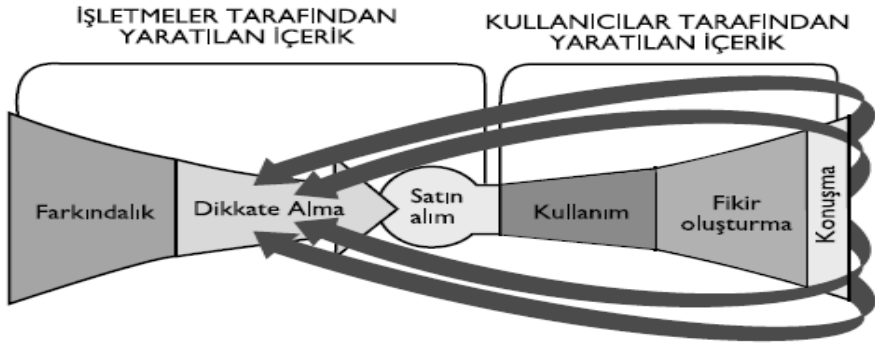 İŞLETMELER TARAFINDAN
YARATILAN İÇERİK
KULLANICILAR TARAFINDAN
YARATILAN İÇERİK
Farkındalık
Dikkate Alma
Satın
alım
Kullanım
Fikir
oluşturma
Konuşma